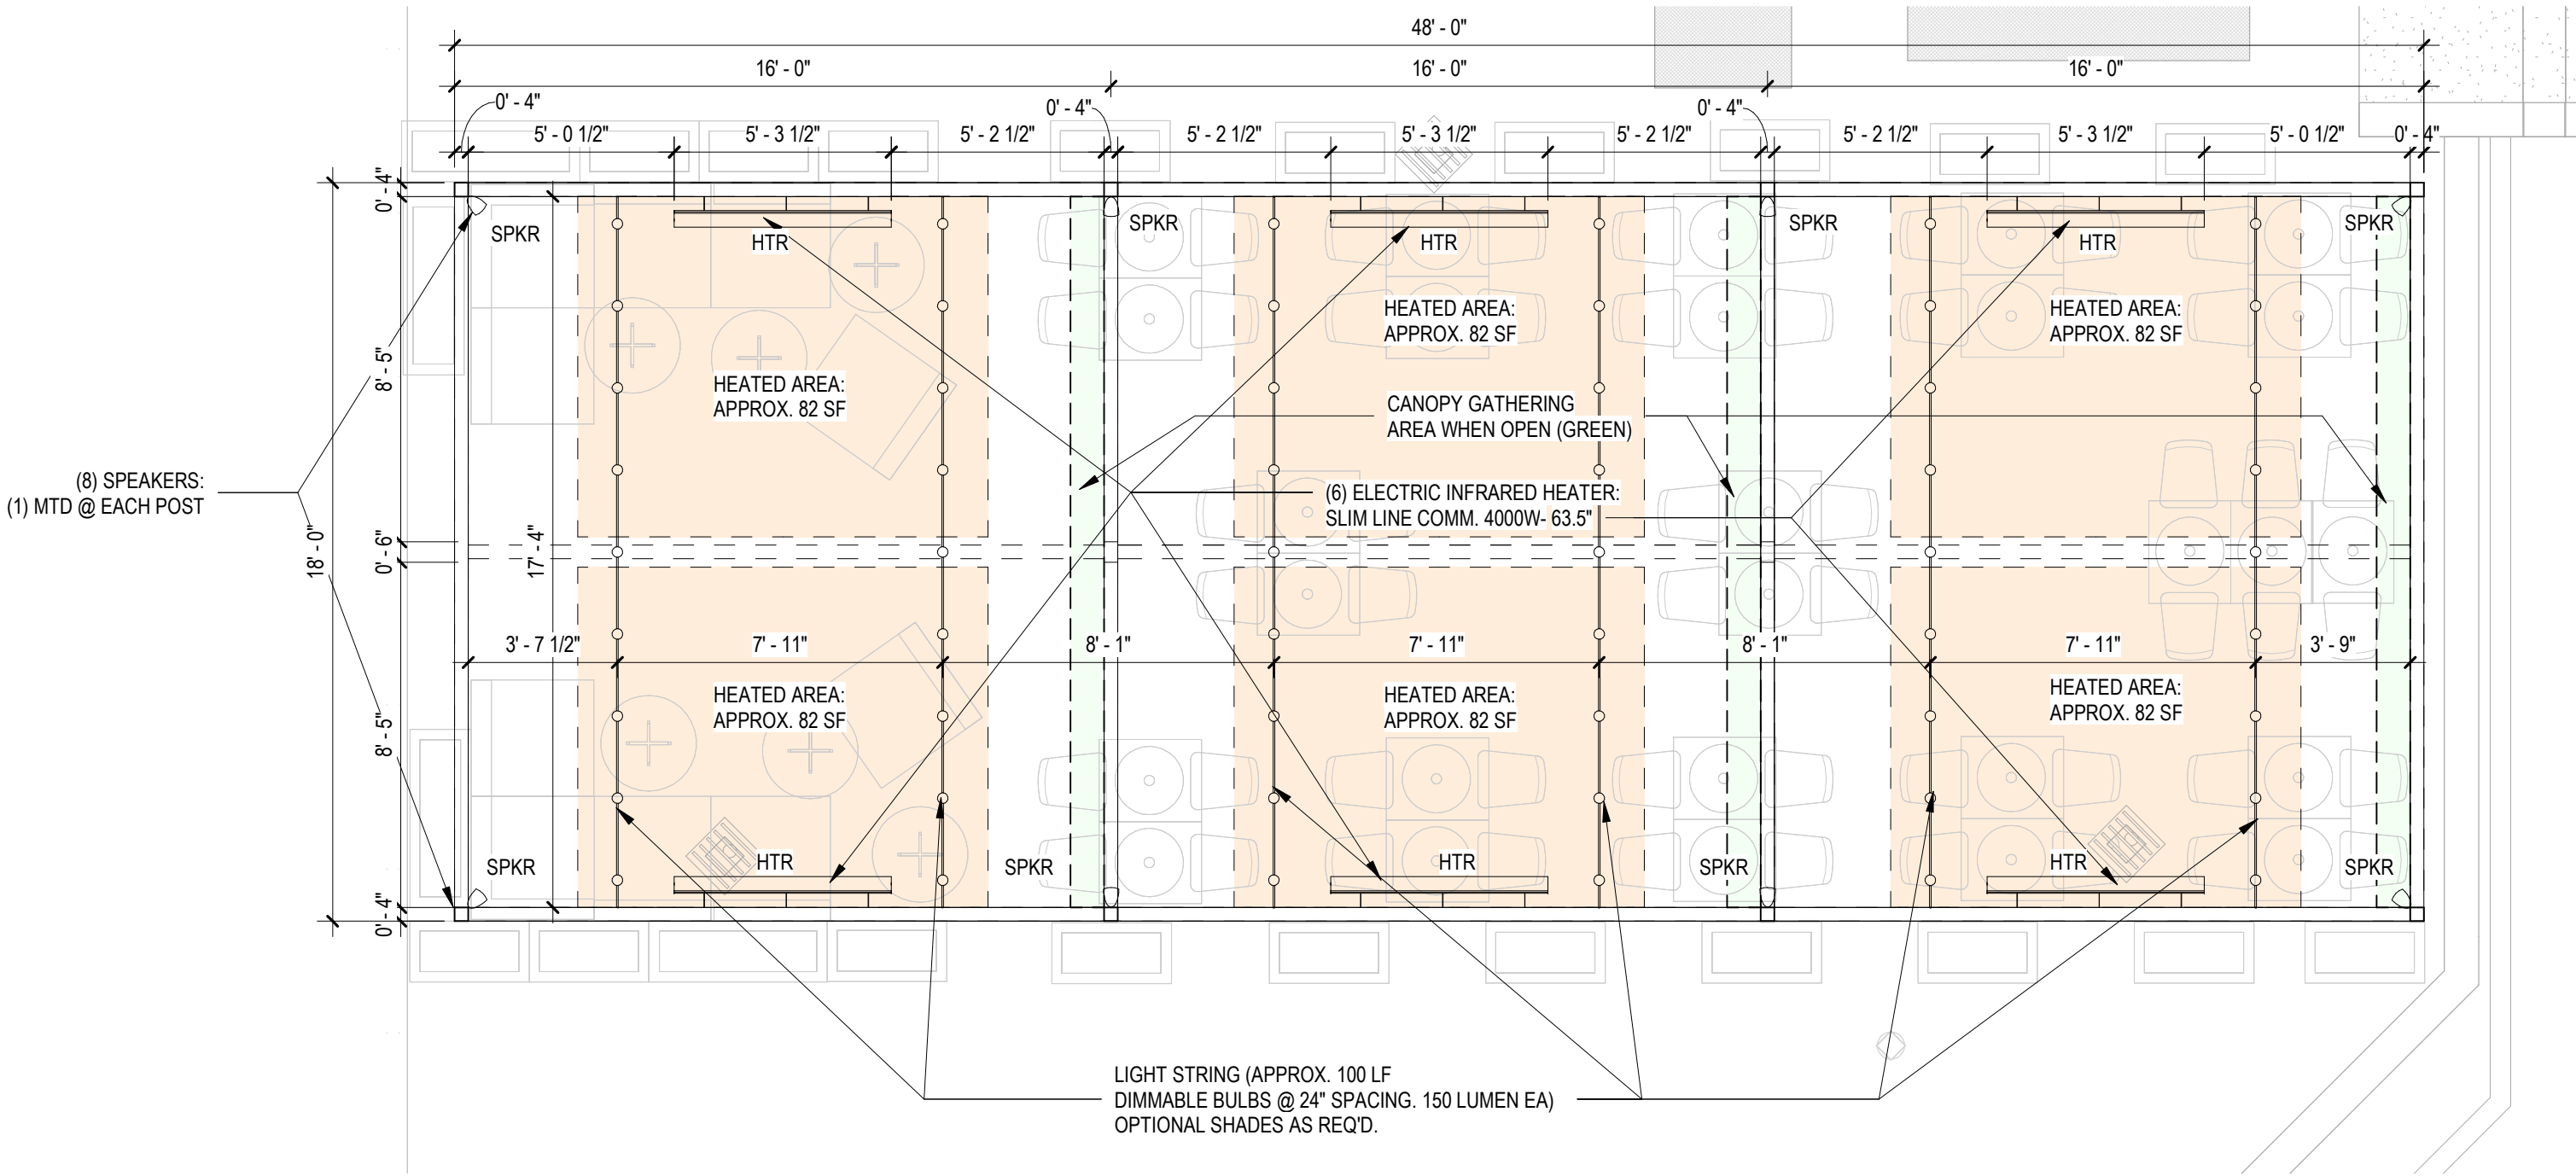 48' - 0"
16' - 0"
16' - 0"
16' - 0"
0' - 4"
0' - 4"
0' - 4"
5' - 0 1/2"
5' - 3 1/2"
5' - 2 1/2"
5' - 2 1/2"
5' - 3 1/2"
5' - 2 1/2"
5' - 2 1/2"
5' - 3 1/2"
5' - 0 1/2"
0' - 4"
0' - 4"
SPKR
HTR
SPKR
HTR
SPKR
HTR
SPKR
HEATED AREA:
APPROX. 82 SF
HEATED AREA:
APPROX. 82 SF
HEATED AREA:
APPROX. 82 SF
8' - 5"
CANOPY GATHERING
AREA WHEN OPEN (GREEN)
(8) SPEAKERS:
(1) MTD @ EACH POST
(6) ELECTRIC INFRARED HEATER:
SLIM LINE COMM. 4000W- 63.5"
18' - 0"
0' - 6"
17' - 4"
3' - 7 1/2"
7' - 11"
8' - 1"
7' - 11"
8' - 1"
7' - 11"
3' - 9"
HEATED AREA:
APPROX. 82 SF
HEATED AREA:
APPROX. 82 SF
HEATED AREA:
APPROX. 82 SF
8' - 5"
SPKR
HTR
SPKR
HTR
SPKR
HTR
SPKR
0' - 4"
LIGHT STRING (APPROX. 100 LF
DIMMABLE BULBS @ 24" SPACING. 150 LUMEN EA)
OPTIONAL SHADES AS REQ'D.